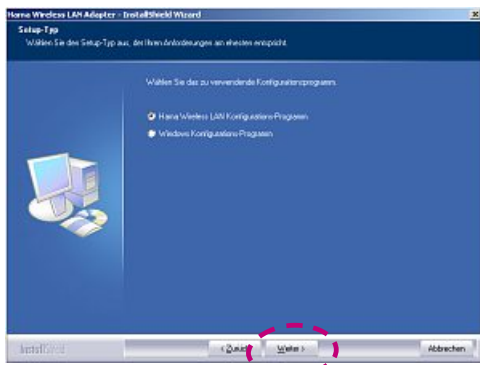 Hama Wireless LAN Adapter - InstallShield Wizard
Setup-Typ
Wählen Sie den Setup-Typ aus, der Ihren Anforderungen am ehesten entspricht.
Wählen Sie das zu verwendende Konfigurationsprogramm.
Hama Wireless LAN Konfigurations-Programm
Windows Konfigurations-Programm
InstallShield
< Zurück
Weiter >
Abbrechen